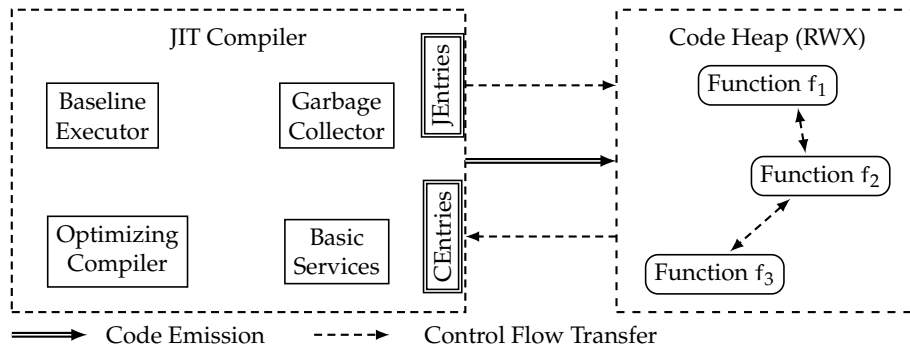 JIT Compiler
Baseline
Executor
Garbage
Collector
JEntries
Optimizing
Compiler
Basic
Services
CEntries
Code Heap (RWX)
Function f₁
Function f₂
Function f₃
Code Emission
Control Flow Transfer